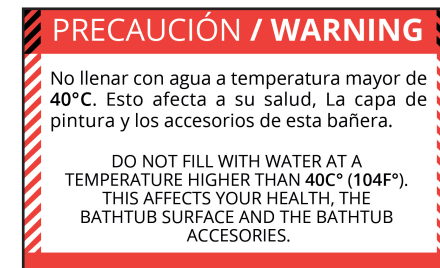 PRECAUCIÓN / WARNING
No llenar con agua a temperatura mayor de
40°C. Esto afecta a su salud, La capa de
pintura y los accesorios de esta bañera.
DO NOT FILL WITH WATER AT A
TEMPERATURE HIGHER THAN 40C° (104F°).
THIS AFFECTS YOUR HEALTH, THE
BATHTUB SURFACE AND THE BATHTUB
ACCESORIES.